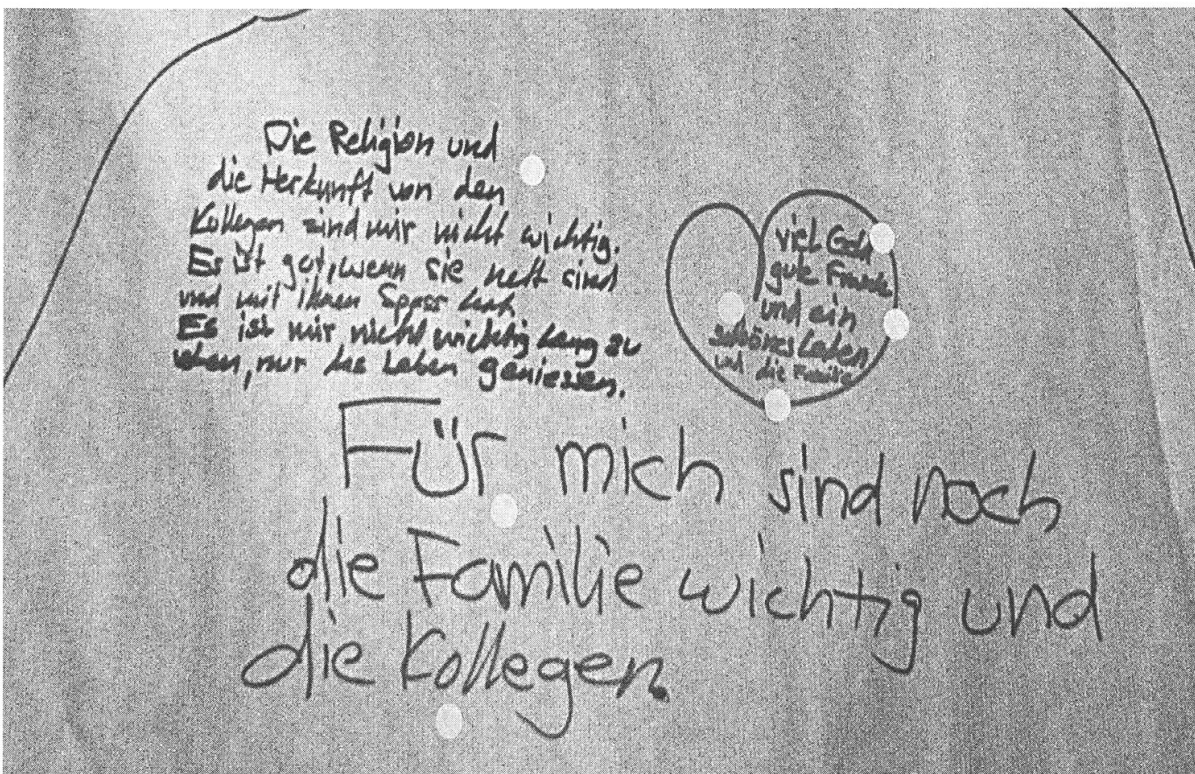 Die Religion und
die Herkunft von den
Kollegen sind mir nicht wichtig.
Es ist gut, wenn sie nett sind
und mit ihnen Spass
Es ist mir nicht wichtig lang zu
leben, nur das Leben geniessen.
viel Geld
gute Freunde
und ein
schönes Leben
und die Familie
Für mich sind noch
die Familie wichtig und
die Kollegen.